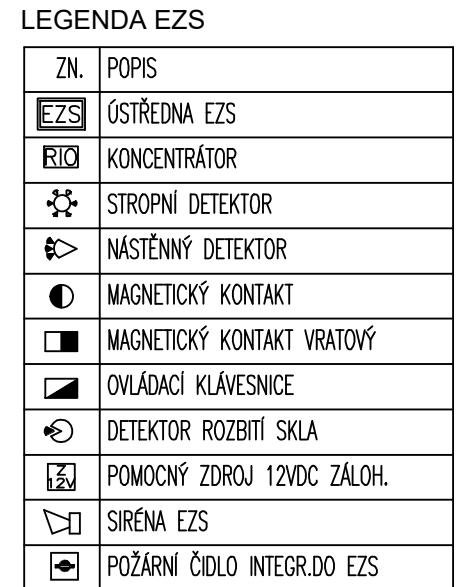 LEGENDA EZS
ZN. POPIS
EZS ÚSTŘEDNA EZS
RIO KONCENTRÁTOR
STROPNÍ DETEKTOR
NÁSTĚNNÝ DETEKTOR
MAGNETICKÝ KONTAKT
MAGNETICKÝ KONTAKT VRATOVÝ
OVLÁDACÍ KLÁVESNICE
DETEKTOR ROZBITÍ SKLA
Z
12V POMOCNÝ ZDROJ 12VDC ZÁLOH.
SIRÉNA EZS
POŽÁRNÍ ČIDLO INTEGR.DO EZS